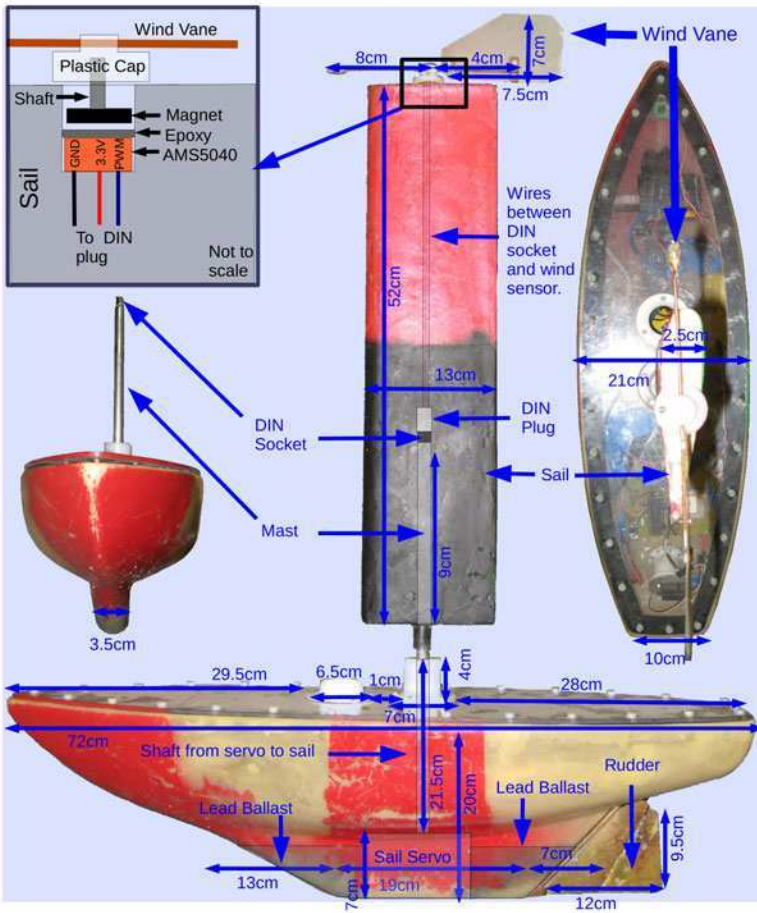 Wind Vane
Plastic Cap
Shaft
Magnet
Epoxy
AMS5040
GND
3.3V
PWM
Sail
To DIN
plug
Not to
scale
8cm
4cm
7cm
7.5cm
Wind Vane
Wires
between
DIN
socket
and wind
sensor.
52cm
2.5cm
21cm
13cm
DIN
Socket
DIN
Plug
Sail
Mast
9cm
3.5cm
10cm
29.5cm
6.5cm
1cm
4cm
28cm
7cm
72cm
Shaft from servo to sail
21.5cm
20cm
Rudder
Lead Ballast
Lead Ballast
Sail Servo
7cm
9.5cm
13cm
7cm
19cm
12cm